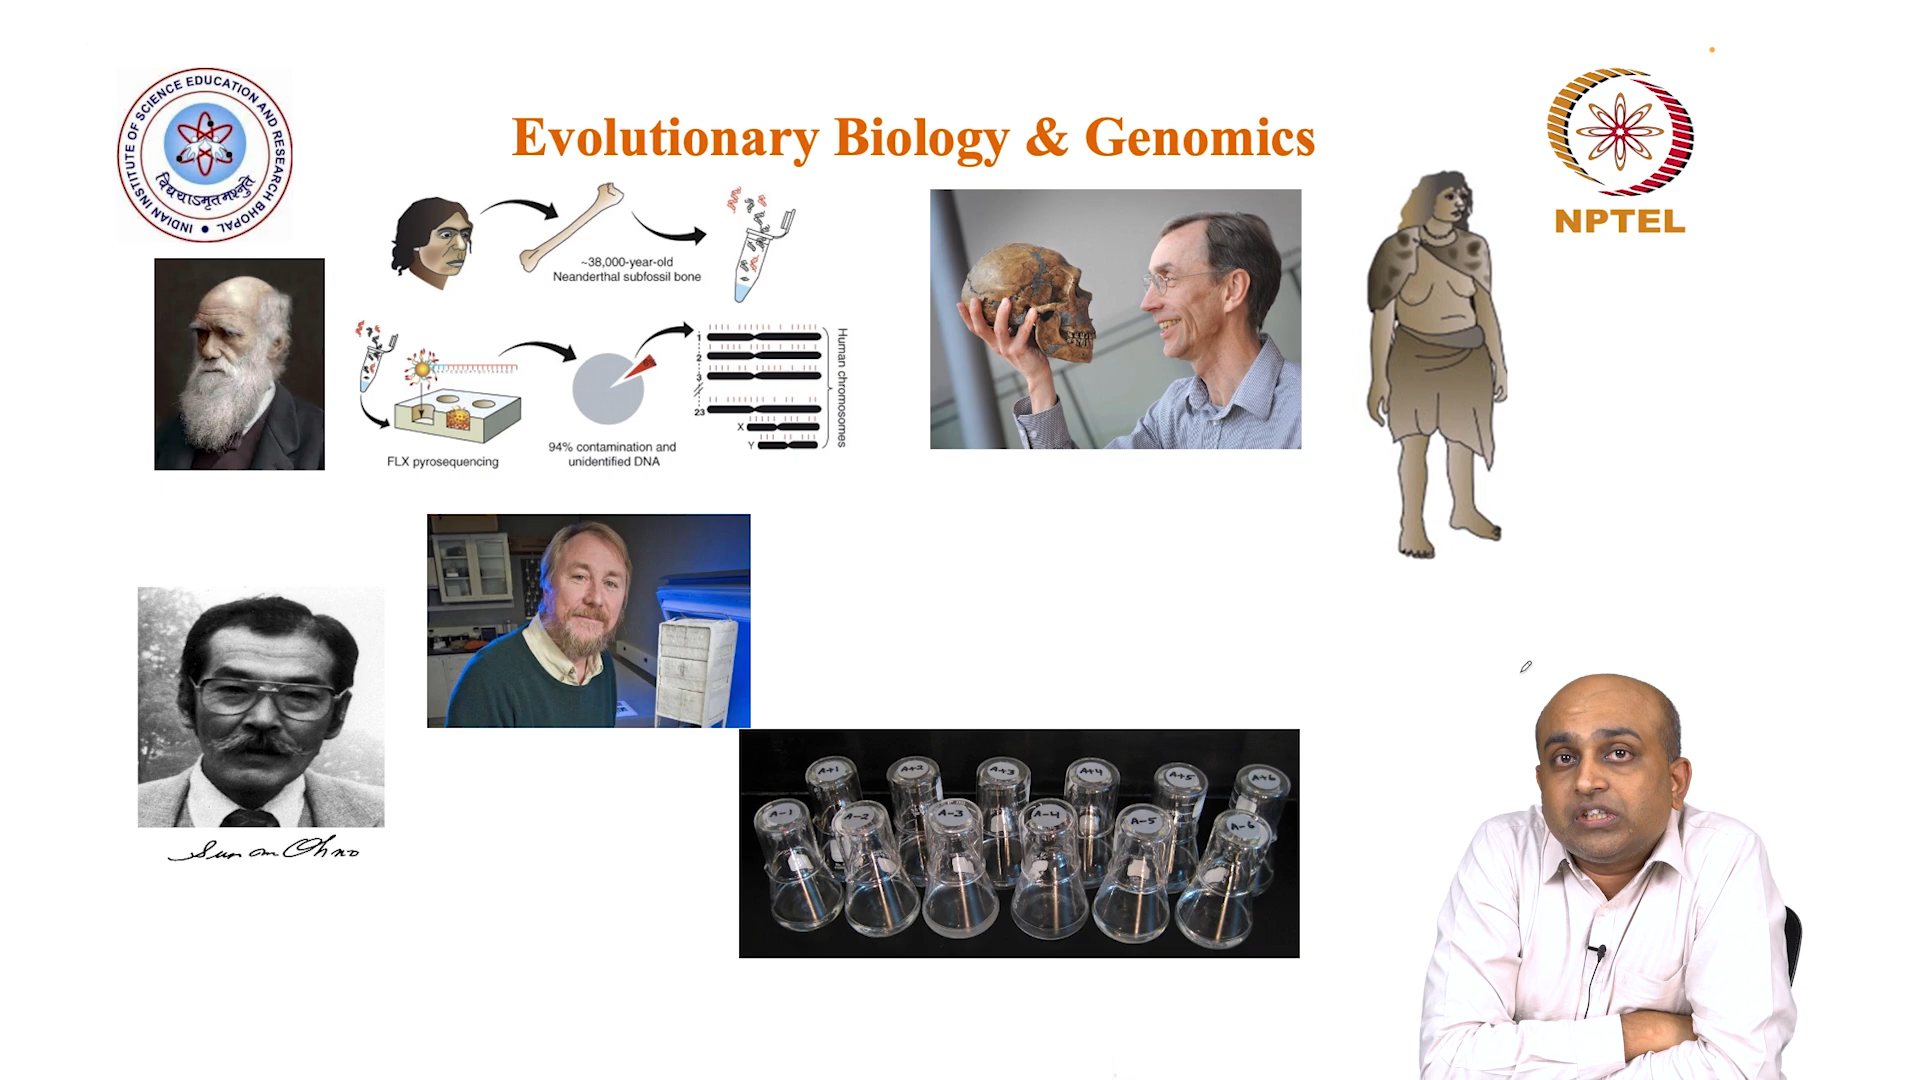 INDIAN INSTITUTE OF SCIENCE EDUCATION AND RESEARCH BHOPAL
विद्ययाऽमृतमश्नुते
Evolutionary Biology & Genomics
NPTEL
~38,000-year-old
Neanderthal subfossil bone
FLX pyrosequencing
94% contamination and
unidentified DNA
1
2
3
23
X
Y
Human chromosomes
Susumu Ohno
A+1 A+2 A+3 A+4 A+5 A+6
A-1 A-2 A-3 A-4 A-5 A-6